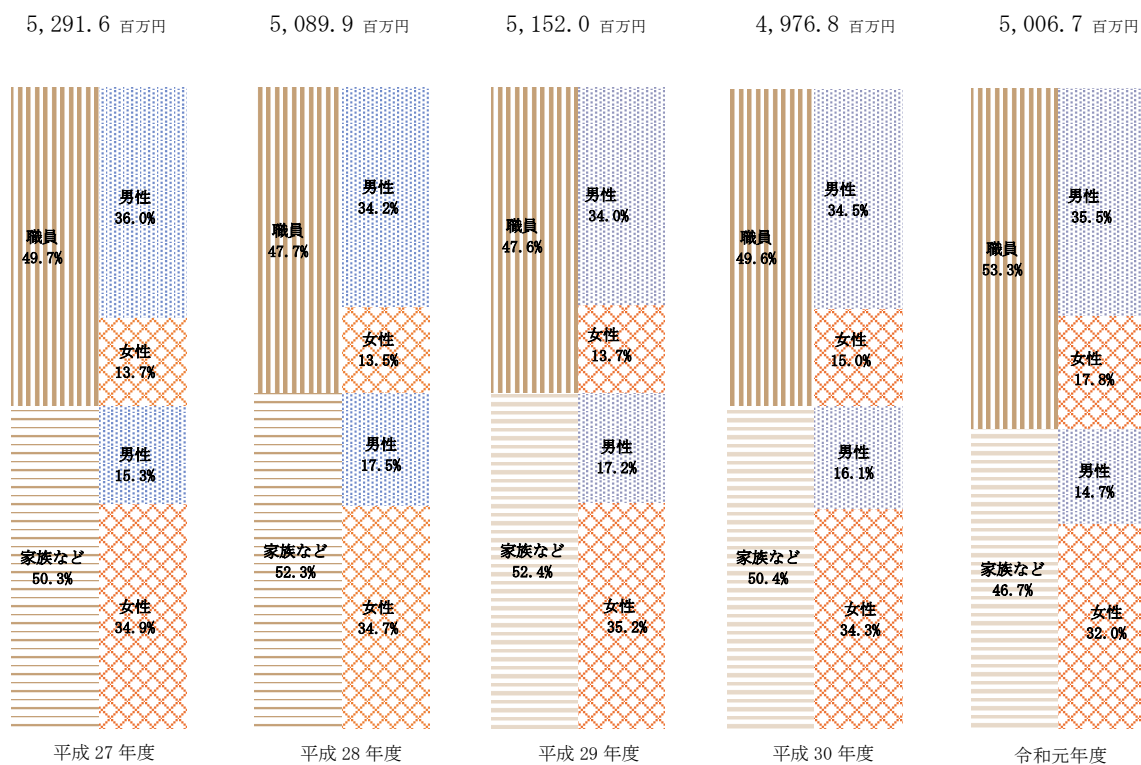 5,291.6 百万円
5,089.9 百万円
5,152.0 百万円
4,976.8 百万円
5,006.7 百万円
職員
49.7%
男性
36.0%
女性
13.7%
家族など
50.3%
男性
15.3%
女性
34.9%
平成 27 年度
職員
47.7%
男性
34.2%
女性
13.5%
家族など
52.3%
男性
17.5%
女性
34.7%
平成 28 年度
職員
47.6%
男性
34.0%
女性
13.7%
家族など
52.4%
男性
17.2%
女性
35.2%
平成 29 年度
職員
49.6%
男性
34.5%
女性
15.0%
家族など
50.4%
男性
16.1%
女性
34.3%
平成 30 年度
職員
53.3%
男性
35.5%
女性
17.8%
家族など
46.7%
男性
14.7%
女性
32.0%
令和元年度